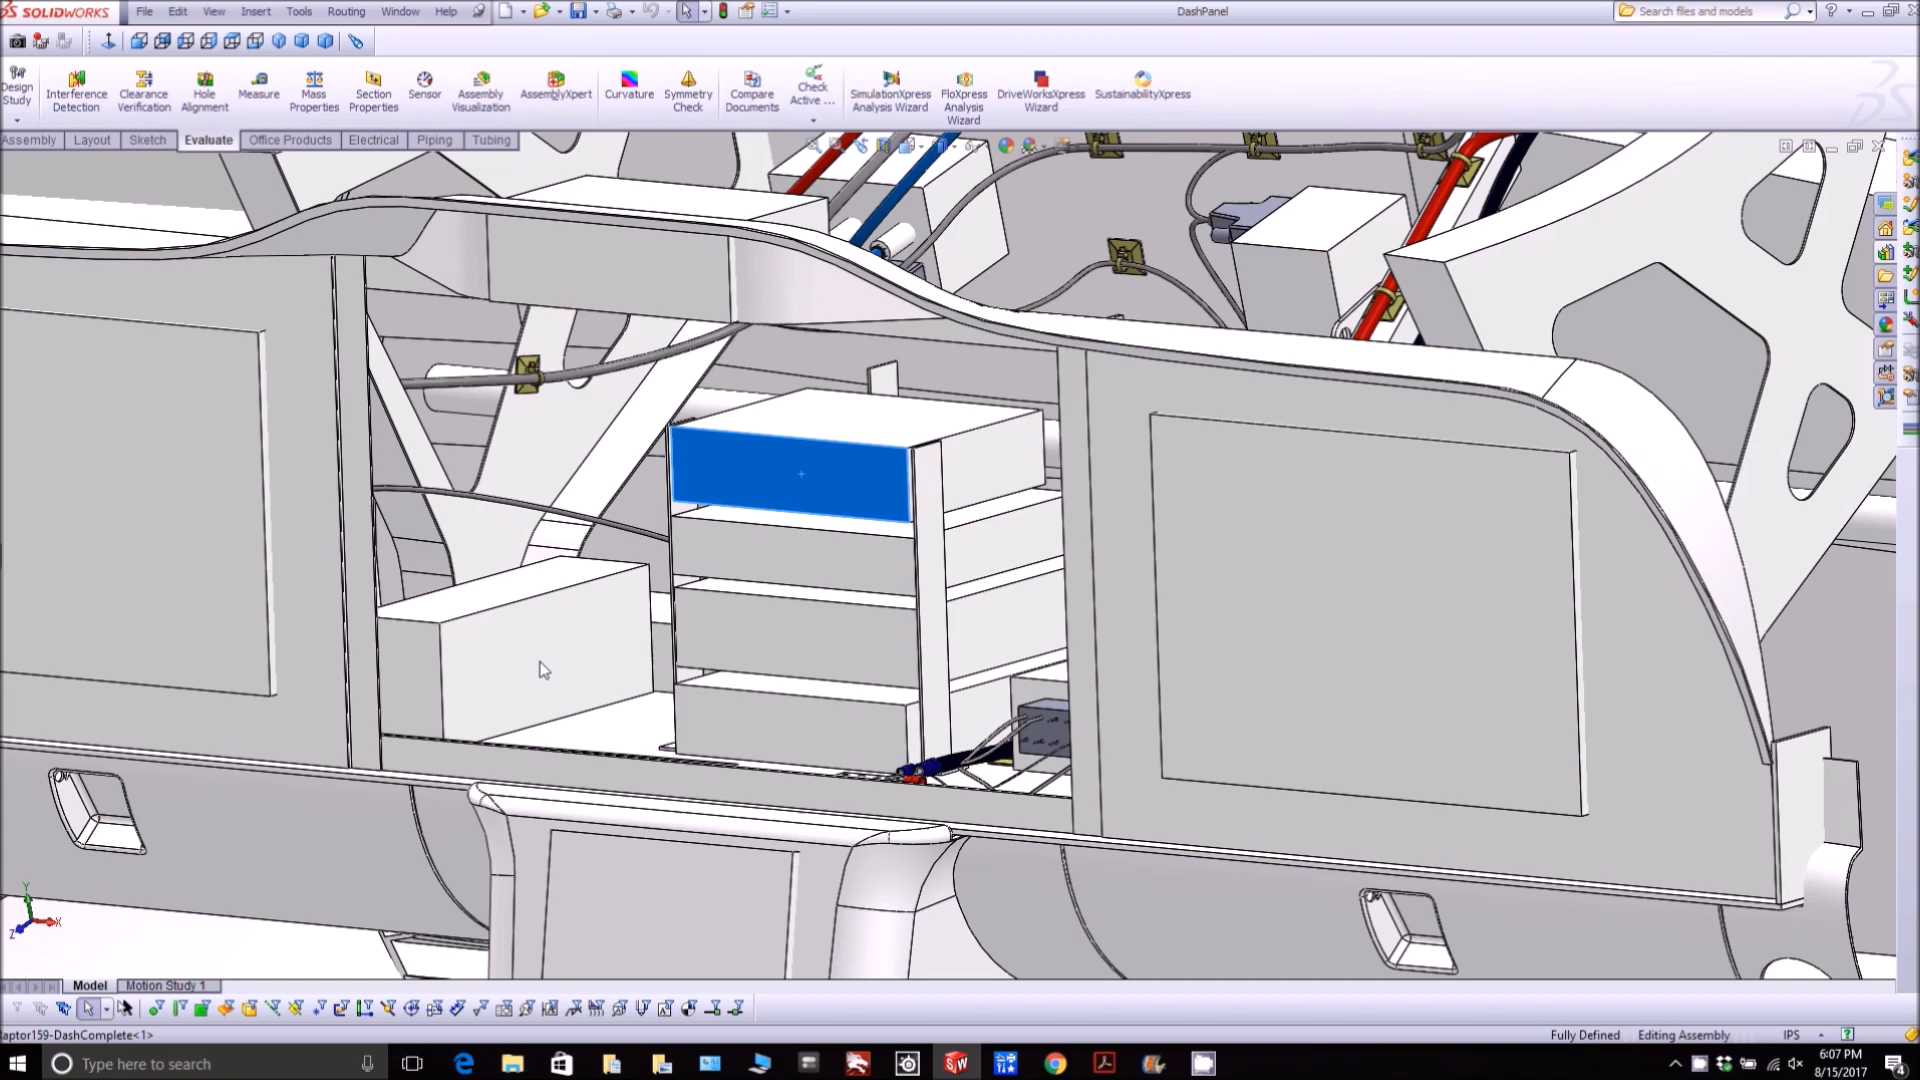 SOLIDWORKS File Edit View Insert Tools Routing Window Help DashPanel Search files and models
Design Study
Interference Detection
Clearance Verification
Hole Alignment
Measure
Mass Properties
Section Properties
Sensor
Assembly Visualization
AssemblyXpert
Curvature
Symmetry Check
Compare Documents
Check Active ...
SimulationXpress Analysis Wizard
FloXpress Analysis Wizard
DriveWorksXpress Wizard
SustainabilityXpress
Assembly Layout Sketch Evaluate Office Products Electrical Piping Tubing
Y
X
Z
Model Motion Study 1
aptor159-DashComplete<1> Fully Defined Editing Assembly IPS
Type here to search
6:07 PM
8/15/2017
4